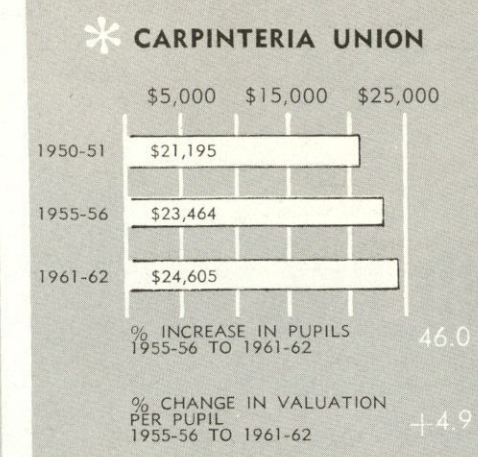 * CARPINTERIA UNION
$5,000 $15,000 $25,000
1950-51 $21,195
1955-56 $23,464
1961-62 $24,605
% INCREASE IN PUPILS 46.0
1955-56 TO 1961-62
% CHANGE IN VALUATION
PER PUPIL +4.9
1955-56 TO 1961-62